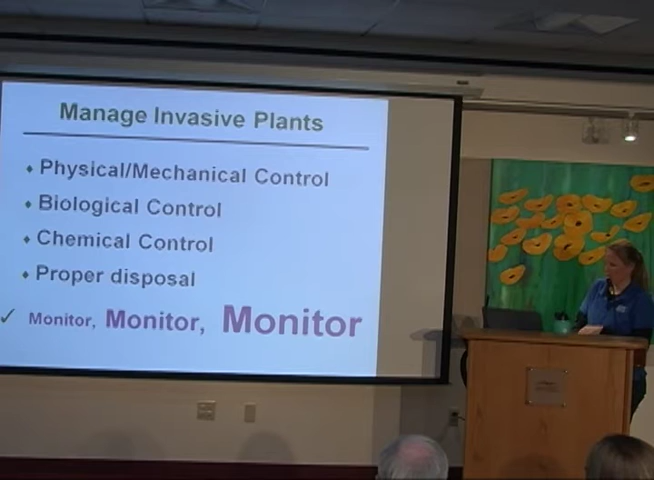 Manage Invasive Plants
⬧ Physical/Mechanical Control
⬧ Biological Control
⬧ Chemical Control
⬧ Proper disposal
✓ Monitor, Monitor, Monitor